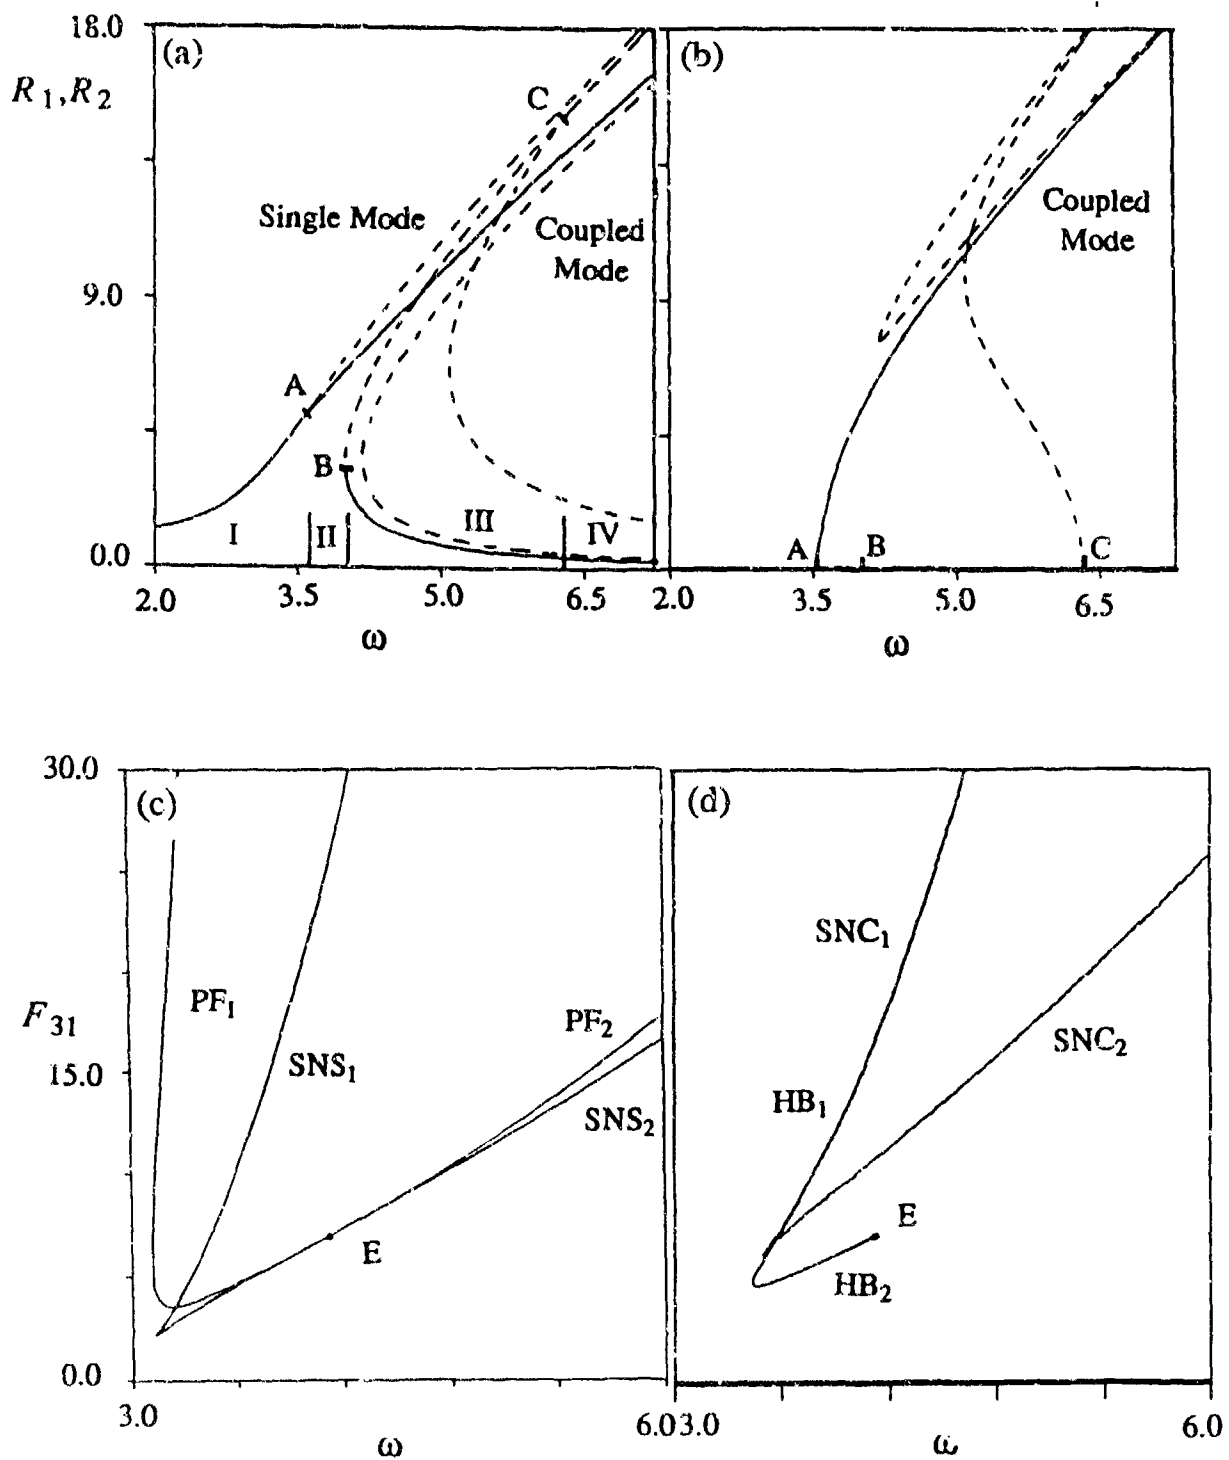 18.0
(a)
(b)
R1,R2
C
Single Mode
Coupled
Mode
Coupled
Mode
9.0
A
B
I
II
III
IV
A
B
C
0.0
2.0
3.5
5.0
6.5
2.0
3.5
5.0
6.5
ω
ω
30.0
(c)
(d)
PF1
SNC1
F31
SNS1
PF2
SNC2
15.0
SNS2
HB1
E
E
HB2
0.0
3.0
6.0
3.0
6.0
ω
ω